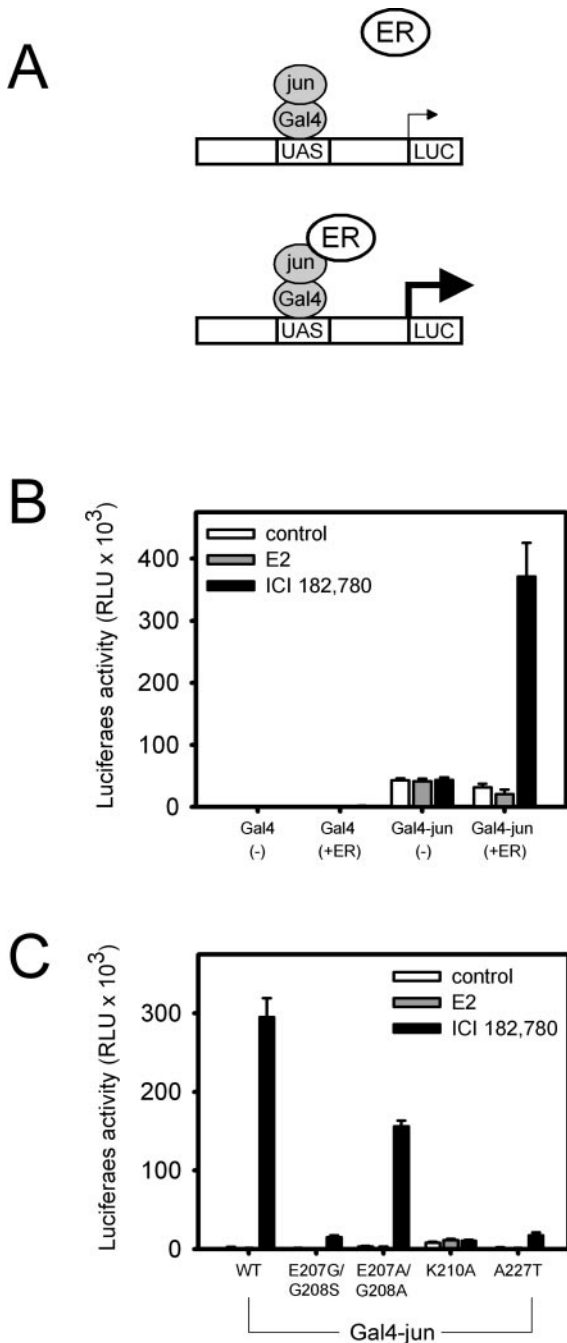 A
ER
jun
Gal4
UAS
LUC
ER
jun
Gal4
UAS
LUC
B
Luciferaes activity (RLU x 10³)
400
300
200
100
0
control
E2
ICI 182,780
Gal4
(-)
Gal4
(+ER)
Gal4-jun
(-)
Gal4-jun
(+ER)
C
Luciferaes activity (RLU x 10³)
300
200
100
0
control
E2
ICI 182,780
WT
E207G/
G208S
E207A/
G208A
K210A
A227T
Gal4-jun